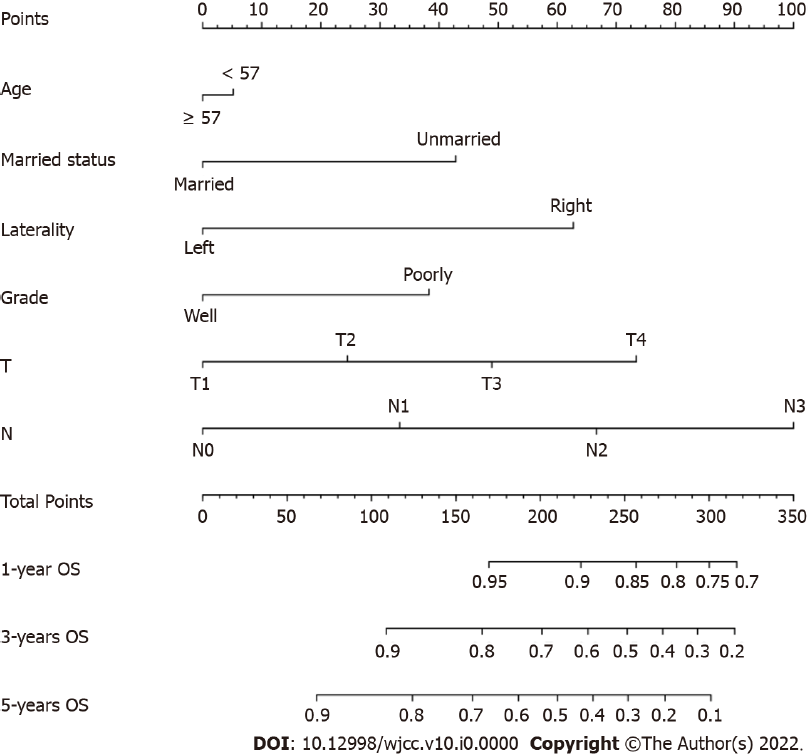 Points 0 10 20 30 40 50 60 70 80 90 100
< 57
Age
≥ 57
Unmarried
Married status
Married
Right
Laterality
Left
Poorly
Grade
Well
T2 T4
T
T1 T3
N1 N3
N
N0 N2
Total Points
0 50 100 150 200 250 300 350
1-year OS
0.95 0.9 0.85 0.8 0.75 0.7
3-years OS
0.9 0.8 0.7 0.6 0.5 0.4 0.3 0.2
5-years OS
0.9 0.8 0.7 0.6 0.5 0.4 0.3 0.2 0.1
DOI: 10.12998/wjcc.v10.i0.0000 Copyright ©The Author(s) 2022.